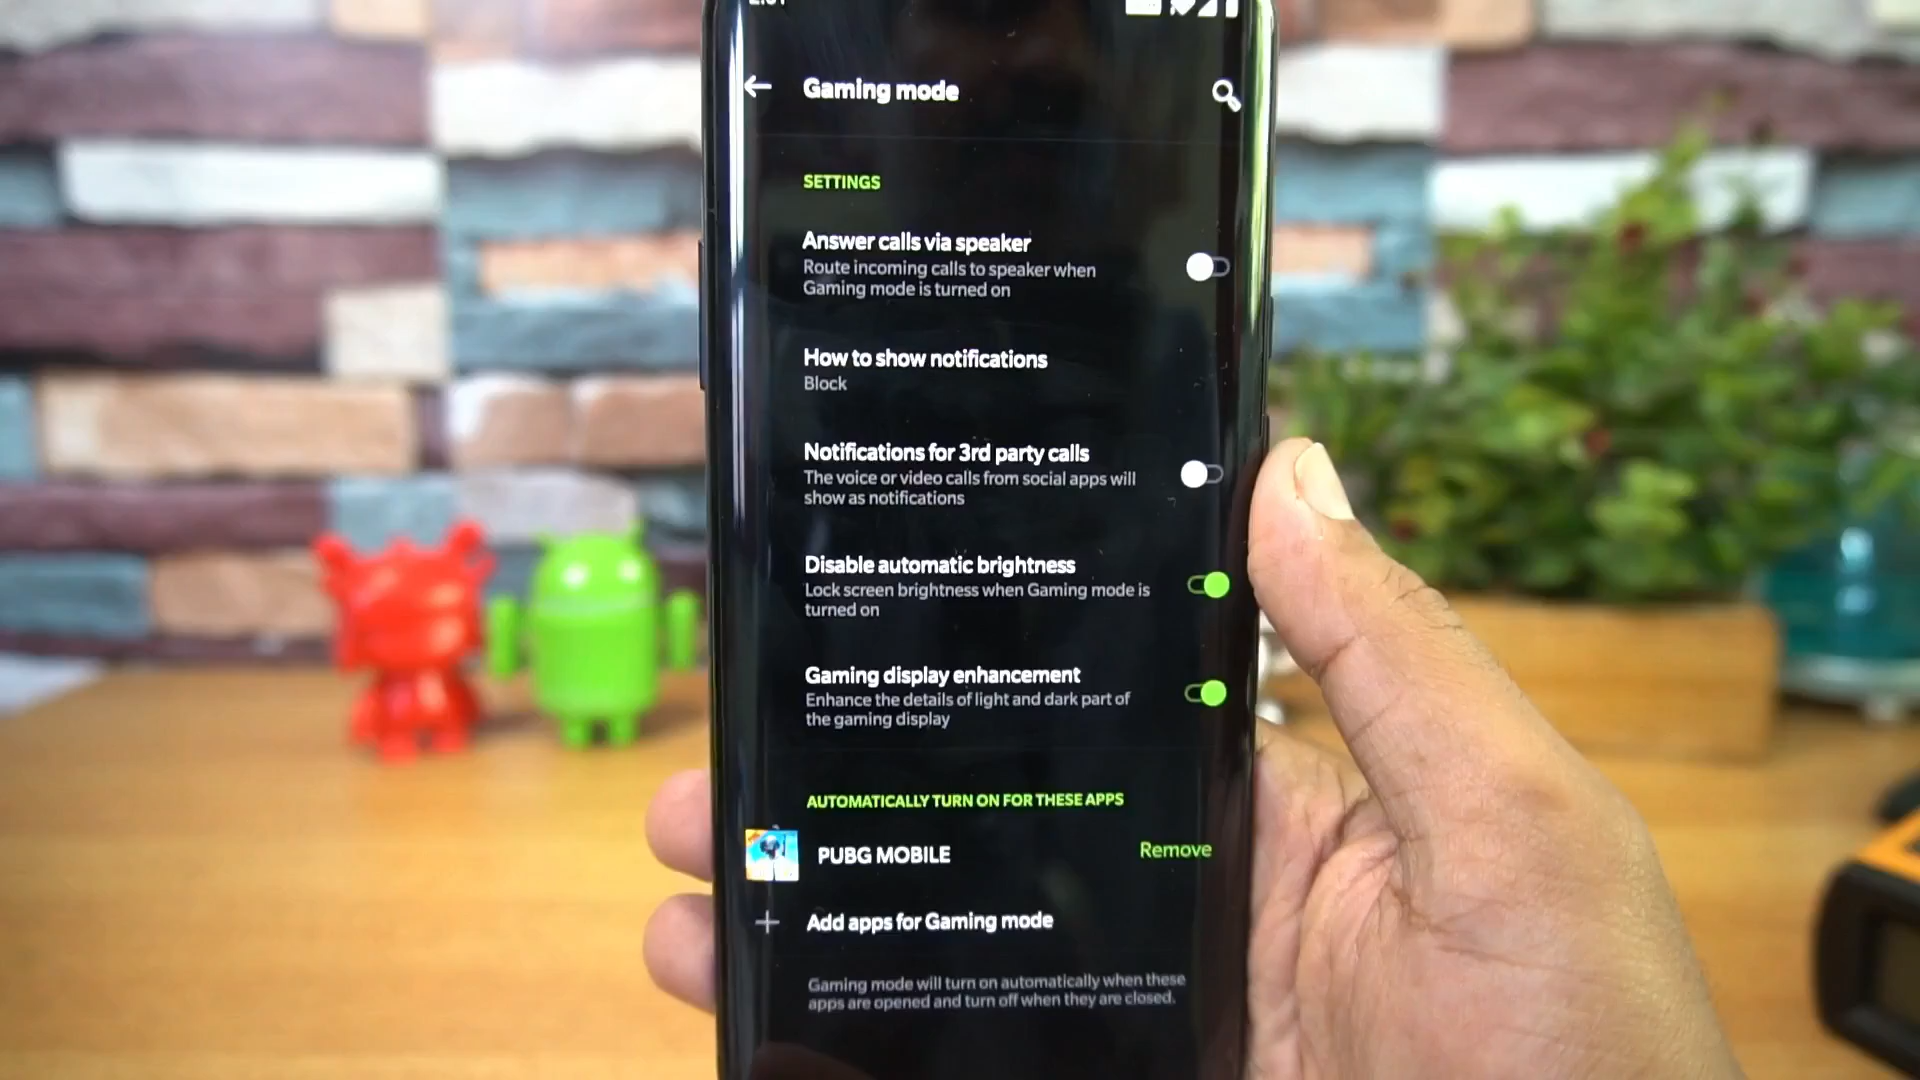 Gaming mode
SETTINGS
Answer calls via speaker
Route incoming calls to speaker when
Gaming mode is turned on
How to show notifications
Block
Notifications for 3rd party calls
The voice or video calls from social apps will
show as notifications
Disable automatic brightness
Lock screen brightness when Gaming mode is
turned on
Gaming display enhancement
Enhance the details of light and dark part of
the gaming display
AUTOMATICALLY TURN ON FOR THESE APPS
PUBG MOBILE Remove
Add apps for Gaming mode
Gaming mode will turn on automatically when these
apps are opened and turn off when they are closed.